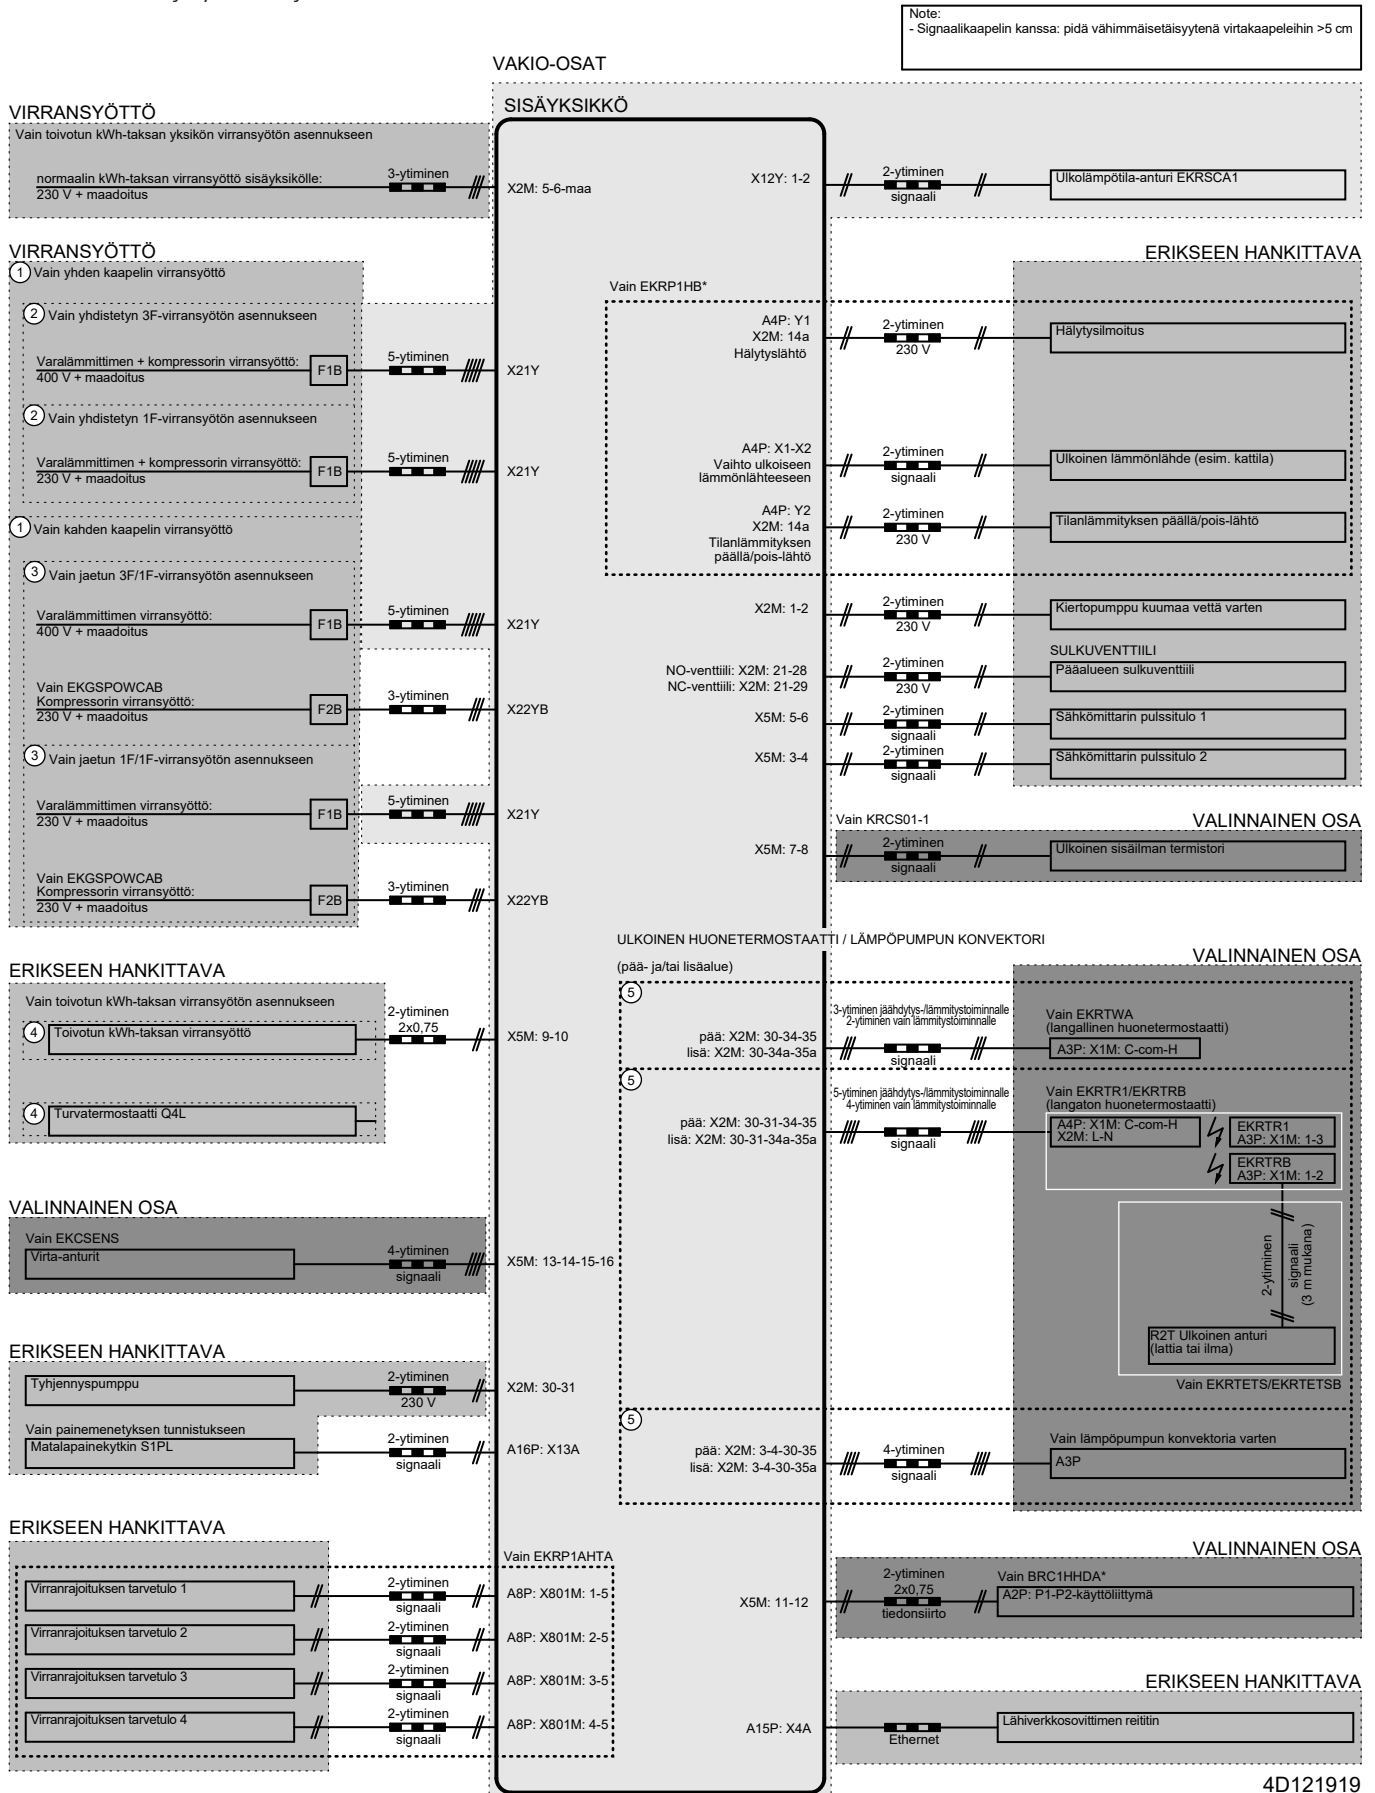 Note:
- Signaalikaapelin kanssa: pidä vähimmäisetäisyytenä virtakaapeleihin >5 cm
VAKIO-OSAT
SISÄYKSIKKÖ
VIRRANSYÖTTÖ
Vain toivotun kWh-taksan yksikön virransyötön asennukseen
normaalin kWh-taksan virransyöttö sisäyksikölle:
230 V + maadoitus
3-ytiminen
X2M: 5-6-maa
X12Y: 1-2
2-ytiminen
signaali
Ulkolämpötila-anturi EKRSCA1
VIRRANSYÖTTÖ
1 Vain yhden kaapelin virransyöttö
2 Vain yhdistetyn 3F-virransyötön asennukseen
Varalämmittimen + kompressorin virransyöttö:
400 V + maadoitus
F1B
5-ytiminen
X21Y
2 Vain yhdistetyn 1F-virransyötön asennukseen
Varalämmittimen + kompressorin virransyöttö:
230 V + maadoitus
F1B
5-ytiminen
X21Y
1 Vain kahden kaapelin virransyöttö
3 Vain jaetun 3F/1F-virransyötön asennukseen
Varalämmittimen virransyöttö:
400 V + maadoitus
F1B
5-ytiminen
X21Y
Vain EKGSPOWCAB
Kompressorin virransyöttö:
230 V + maadoitus
F2B
3-ytiminen
X22YB
3 Vain jaetun 1F/1F-virransyötön asennukseen
Varalämmittimen virransyöttö:
230 V + maadoitus
F1B
5-ytiminen
X21Y
Vain EKGSPOWCAB
Kompressorin virransyöttö:
230 V + maadoitus
F2B
3-ytiminen
X22YB
ERIKSEEN HANKITTAVA
Vain EKRP1HB*
A4P: Y1
X2M: 14a
Hälytyslähtö
2-ytiminen
230 V
Hälytysilmoitus
A4P: X1-X2
Vaihto ulkoiseen
lämmönlähteeseen
2-ytiminen
signaali
Ulkoinen lämmönlähde (esim. kattila)
A4P: Y2
X2M: 14a
Tilanlämmityksen
päällä/pois-lähtö
2-ytiminen
230 V
Tilanlämmityksen päällä/pois-lähtö
X2M: 1-2
2-ytiminen
230 V
Kiertopumppu kuumaa vettä varten
SULKUVENTTIILI
NO-venttiili: X2M: 21-28
NC-venttiili: X2M: 21-29
2-ytiminen
230 V
Pääalueen sulkuventtiili
X5M: 5-6
2-ytiminen
signaali
Sähkömittarin pulssitulo 1
X5M: 3-4
2-ytiminen
signaali
Sähkömittarin pulssitulo 2
Vain KRCS01-1
VALINNAINEN OSA
X5M: 7-8
2-ytiminen
signaali
Ulkoinen sisäilman termistori
ERIKSEEN HANKITTAVA
Vain toivotun kWh-taksan virransyötön asennukseen
4 Toivotun kWh-taksan virransyöttö
2-ytiminen
2x0,75
X5M: 9-10
4 Turvatermostaatti Q4L
VALINNAINEN OSA
Vain EKCSENS
Virta-anturit
4-ytiminen
signaali
X5M: 13-14-15-16
ERIKSEEN HANKITTAVA
Tyhjennyspumppu
2-ytiminen
230 V
X2M: 30-31
Vain painemenetyksen tunnistukseen
Matalapainekytkin S1PL
2-ytiminen
signaali
A16P: X13A
ULKOINEN HUONETERMOSTAATTI / LÄMPÖPUMPUN KONVEKTORI
(pää- ja/tai lisäalue)
VALINNAINEN OSA
5
pää: X2M: 30-34-35
lisä: X2M: 30-34a-35a
3-ytiminen jäähdytys-/lämmitystoiminnalle
2-ytiminen vain lämmitystoiminnalle
signaali
Vain EKRTWA
(langallinen huonetermostaatti)
A3P: X1M: C-com-H
5
pää: X2M: 30-31-34-35
lisä: X2M: 30-31-34a-35a
5-ytiminen jäähdytys-/lämmitystoiminnalle
4-ytiminen vain lämmitystoiminnalle
signaali
Vain EKRTR1/EKRTRB
(langaton huonetermostaatti)
A4P: X1M: C-com-H
X2M: L-N
EKRTR1
A3P: X1M: 1-3
EKRTRB
A3P: X1M: 1-2
2-ytiminen
signaali
(3 m mukana)
R2T Ulkoinen anturi
(lattia tai ilma)
Vain EKRTETS/EKRTETSB
5
pää: X2M: 3-4-30-35
lisä: X2M: 3-4-30-35a
4-ytiminen
signaali
Vain lämpöpumpun konvektoria varten
A3P
ERIKSEEN HANKITTAVA
Vain EKRP1AHTA
Virranrajoituksen tarvetulo 1
2-ytiminen
signaali
A8P: X801M: 1-5
Virranrajoituksen tarvetulo 2
2-ytiminen
signaali
A8P: X801M: 2-5
Virranrajoituksen tarvetulo 3
2-ytiminen
signaali
A8P: X801M: 3-5
Virranrajoituksen tarvetulo 4
2-ytiminen
signaali
A8P: X801M: 4-5
VALINNAINEN OSA
X5M: 11-12
2-ytiminen
2x0,75
tiedonsiirto
Vain BRC1HHDA*
A2P: P1-P2-käyttöliittymä
ERIKSEEN HANKITTAVA
A15P: X4A
Ethernet
Lähiverkkosovittimen reititin
4D121919